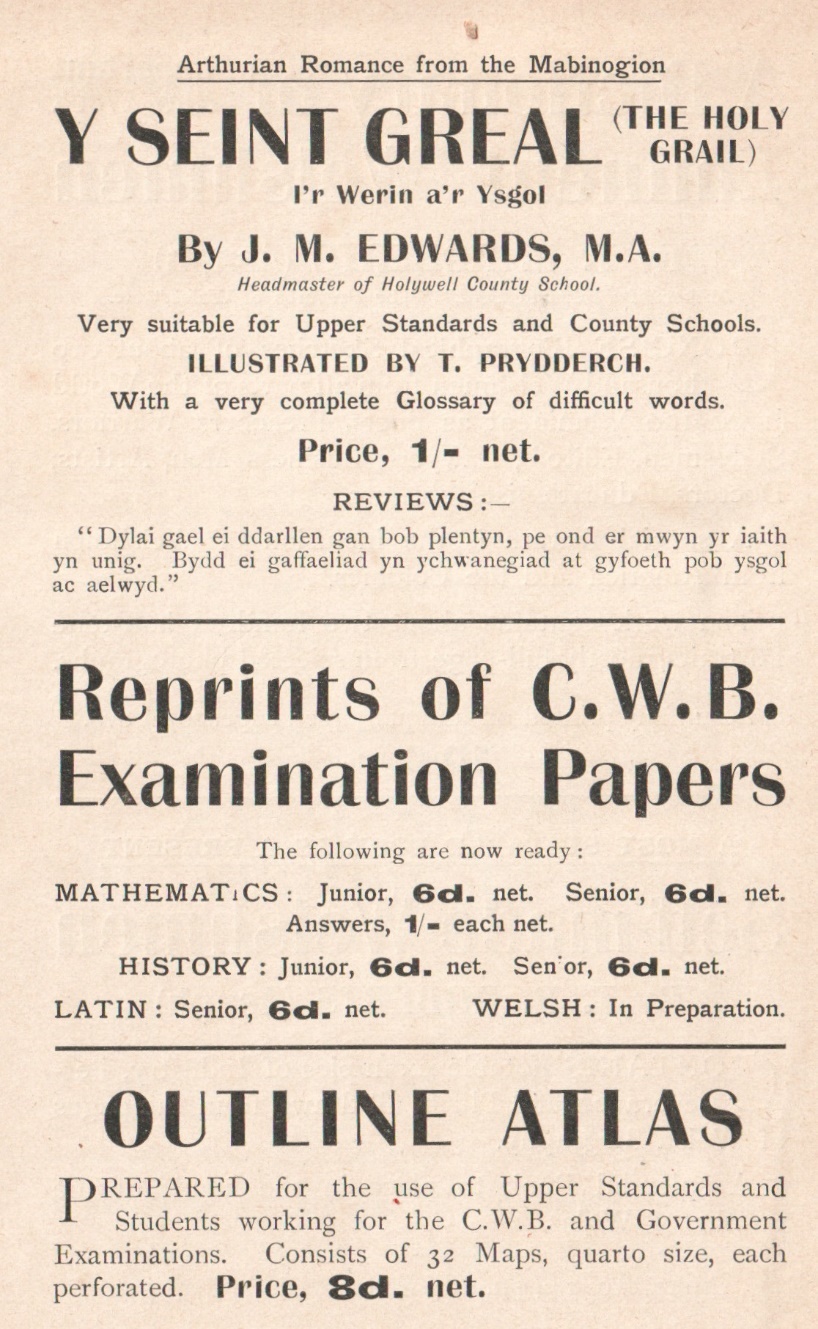 Arthurian Romance from the Mabinogion
Y SEINT GREAL (THE HOLY GRAIL)
I'r Werin a'r Ysgol
By J. M. EDWARDS, M.A.
Headmaster of Holywell County School.
Very suitable for Upper Standards and County Schools.
ILLUSTRATED BY T. PRYDDERCH.
With a very complete Glossary of difficult words.
Price, 1/- net.
REVIEWS :—
“ Dylai gael ei ddarllen gan bob plentyn, pe ond er mwyn yr iaith
yn unig. Bydd ei gaffaeliad yn ychwanegiad at gyfoeth pob ysgol
ac aelwyd.”
Reprints of C.W.B.
Examination Papers
The following are now ready :
MATHEMATICS : Junior, 6d. net. Senior, 6d. net.
Answers, 1/- each net.
HISTORY : Junior, 6d. net. Senior, 6d. net.
LATIN : Senior, 6d. net. WELSH : In Preparation.
OUTLINE ATLAS
PREPARED for the use of Upper Standards and
Students working for the C.W.B. and Government
Examinations. Consists of 32 Maps, quarto size, each
perforated. Price, 8d. net.